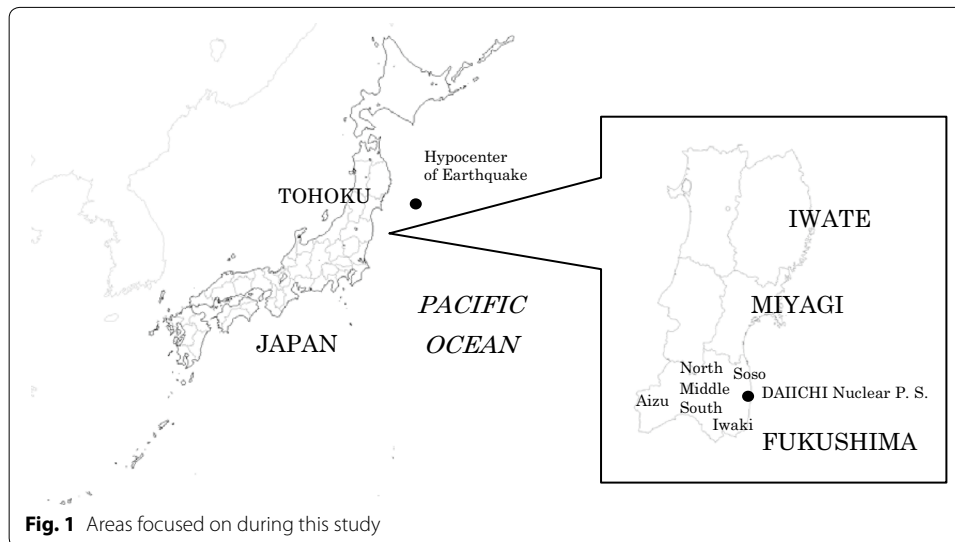 Hypocenter
of Earthquake
TOHOKU
PACIFIC
OCEAN
JAPAN
IWATE
MIYAGI
North
Soso
Middle
DAIICHI Nuclear P. S.
Aizu
South
Iwaki
FUKUSHIMA
Fig. 1 Areas focused on during this study